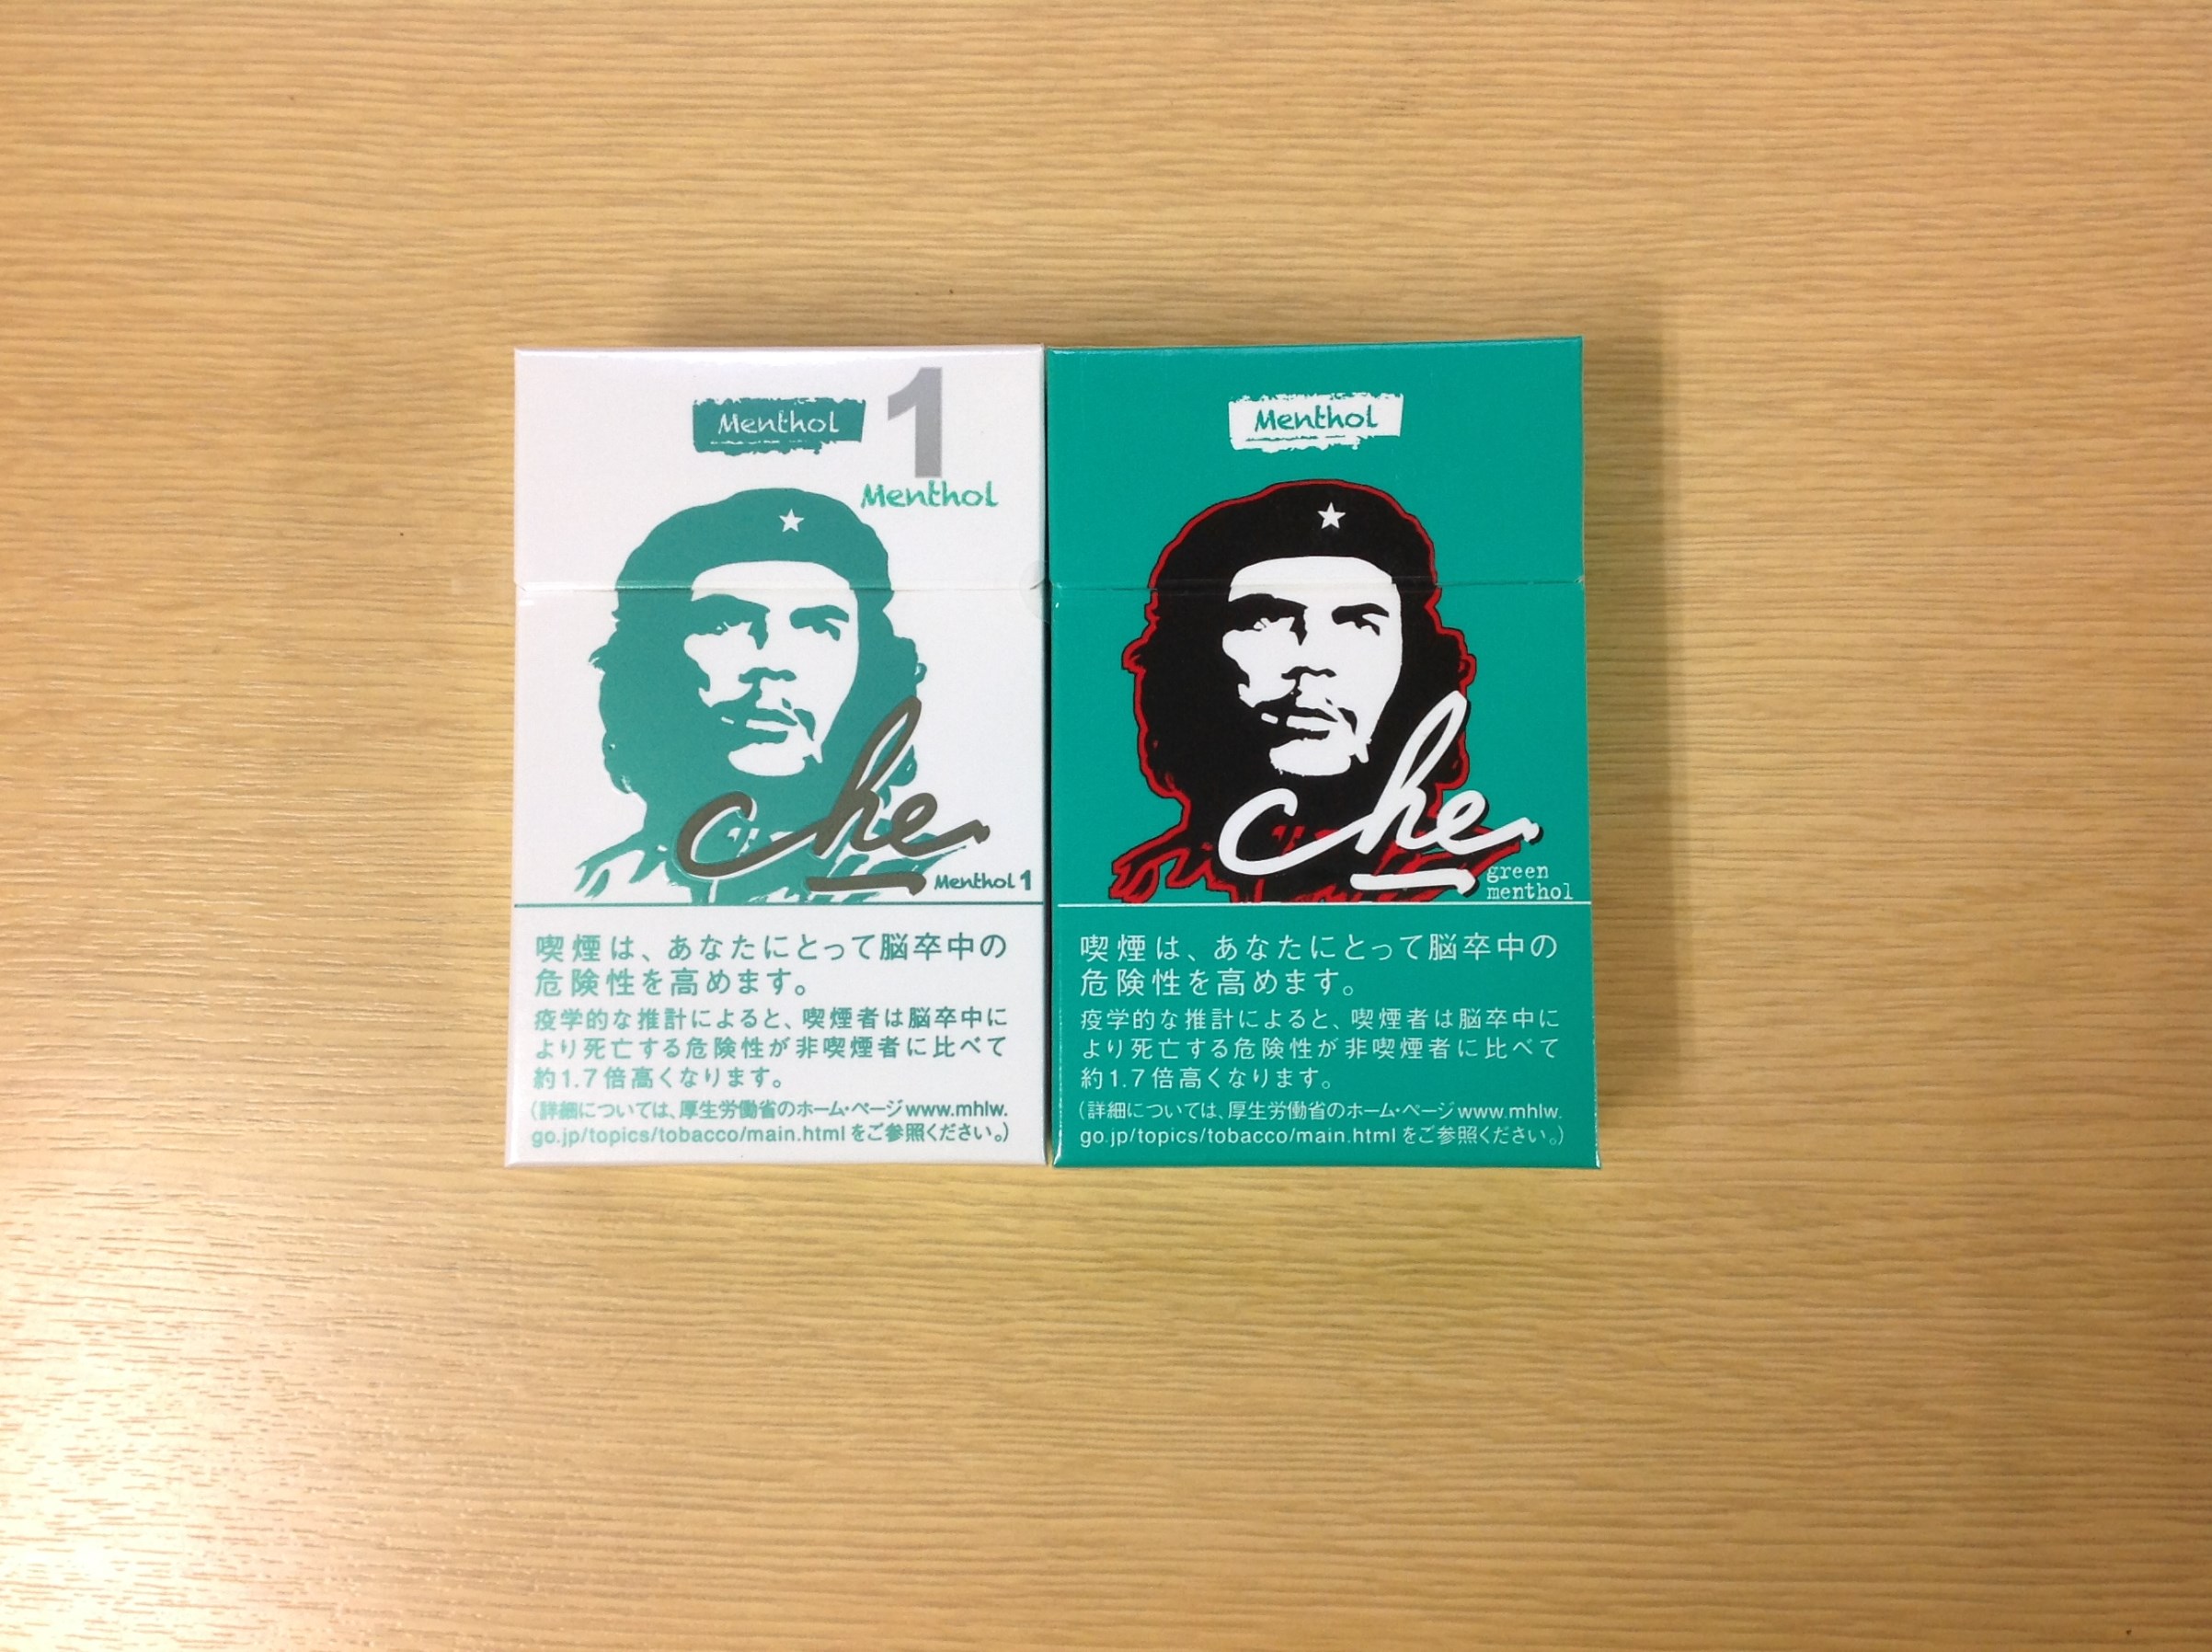 Menthol
1
Menthol
Che
Menthol 1
喫煙は、あなたにとって脳卒中の
危険性を高めます。
疫学的な推計によると、喫煙者は脳卒中に
より死亡する危険性が非喫煙者に比べて
約1.7倍高くなります。
(詳細については、厚生労働省のホーム・ページwww.mhlw.
go.jp/topics/tobacco/main.htmlをご参照ください。)
Menthol
Che
green
menthol
喫煙は、あなたにとって脳卒中の
危険性を高めます。
疫学的な推計によると、喫煙者は脳卒中に
より死亡する危険性が非喫煙者に比べて
約1.7倍高くなります。
(詳細については、厚生労働省のホーム・ページwww.mhlw.
go.jp/topics/tobacco/main.htmlをご参照ください。)